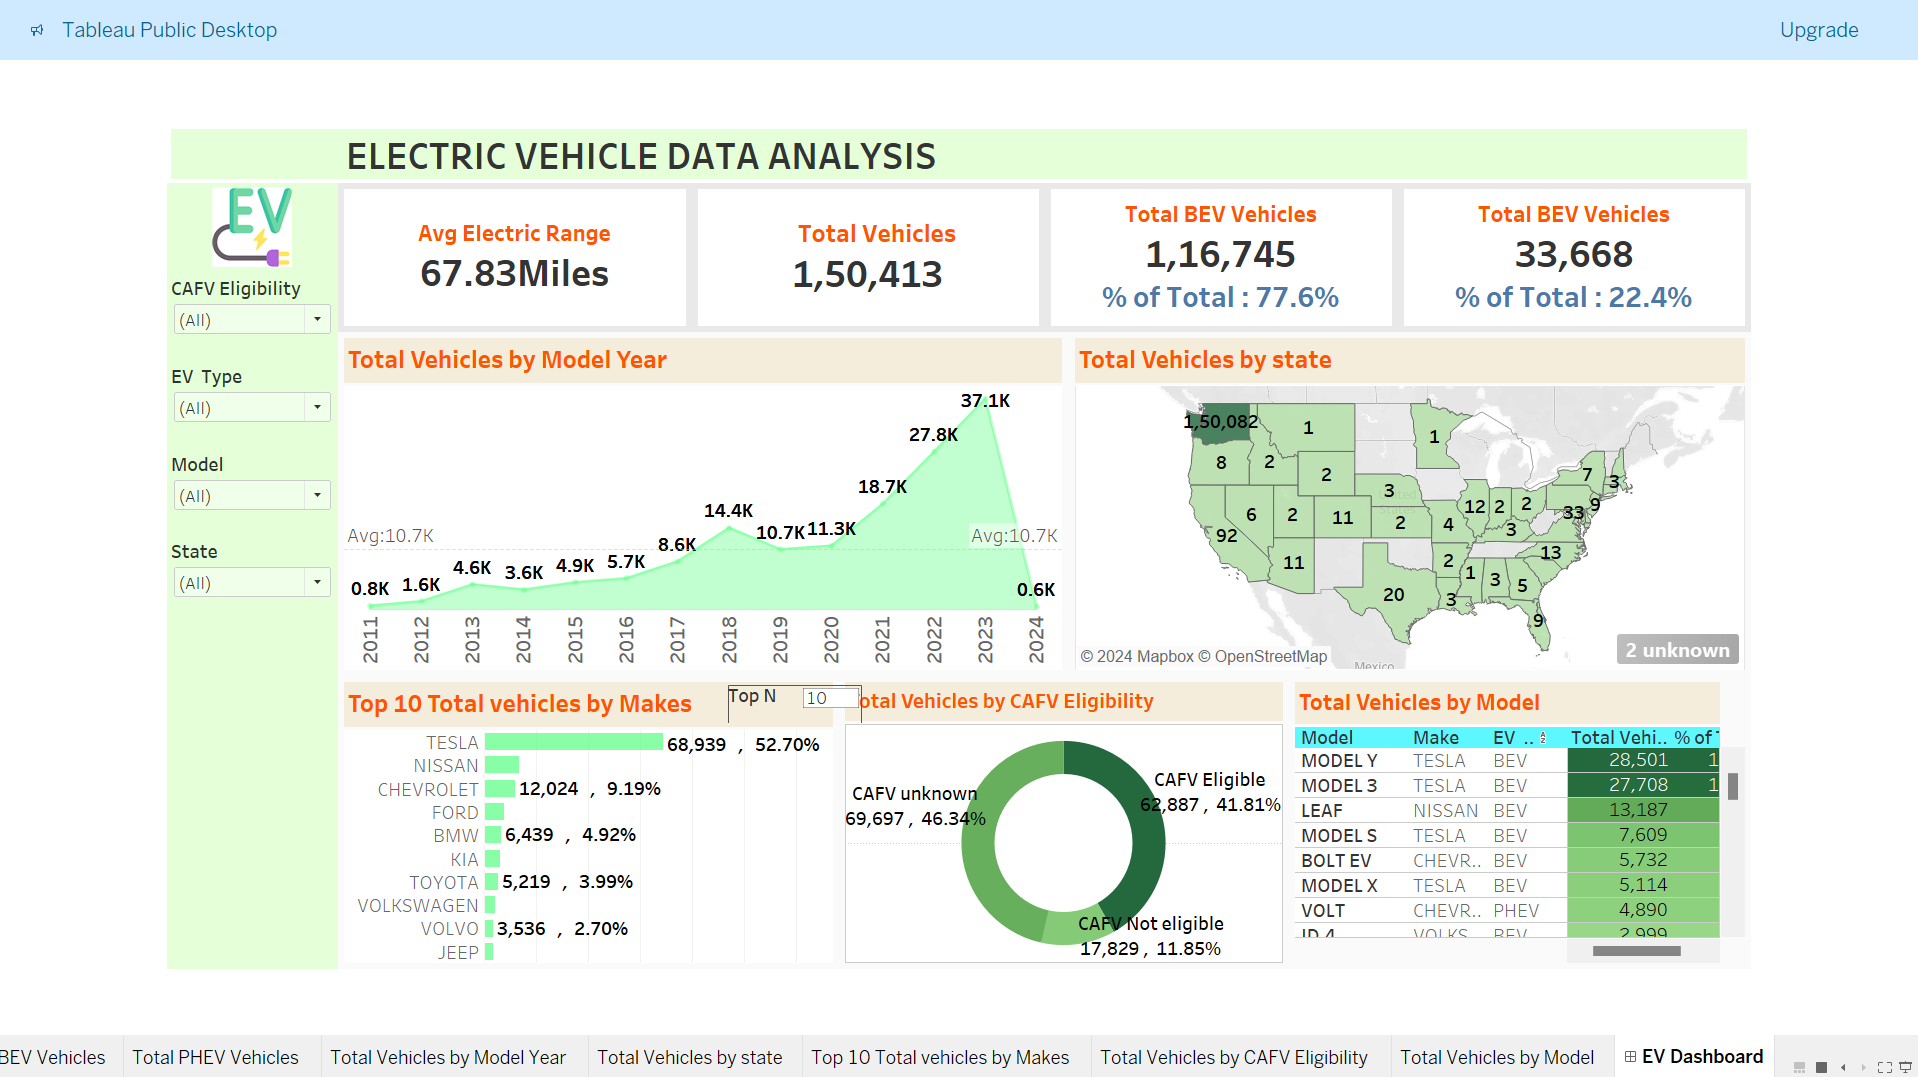 Tableau Public Desktop
Upgrade
ELECTRIC VEHICLE DATA ANALYSIS
EV
CAFV Eligibility
(All)
EV Type
(All)
Model
(All)
State
(All)
Avg Electric Range
67.83Miles
Total Vehicles
1,50,413
Total BEV Vehicles
1,16,745
% of Total : 77.6%
Total BEV Vehicles
33,668
% of Total : 22.4%
Total Vehicles by Model Year
37.1K
27.8K
18.7K
14.4K
10.7K
11.3K
8.6K
Avg:10.7K
Avg:10.7K
4.6K
3.6K
4.9K
5.7K
0.8K
1.6K
0.6K
2011
2012
2013
2014
2015
2016
2017
2018
2019
2020
2021
2022
2023
2024
Total Vehicles by state
1,50,082
1
1
8
2
2
3
7
3
6
2
11
2
4
12
2
2
33
9
3
92
11
2
13
1
3
5
20
3
9
United
States
Mexico
© 2024 Mapbox © OpenStreetMap
2 unknown
Top 10 Total vehicles by Makes
Top N
10
TESLA
68,939 , 52.70%
NISSAN
CHEVROLET
12,024 , 9.19%
FORD
BMW
6,439 , 4.92%
KIA
TOYOTA
5,219 , 3.99%
VOLKSWAGEN
VOLVO
3,536 , 2.70%
JEEP
otal Vehicles by CAFV Eligibility
CAFV Eligible
62,887 , 41.81%
CAFV unknown
69,697 , 46.34%
CAFV Not eligible
17,829 , 11.85%
Total Vehicles by Model
Model Make EV .. Total Vehi.. % of T
MODEL Y TESLA BEV 28,501 1
MODEL 3 TESLA BEV 27,708 1
LEAF NISSAN BEV 13,187
MODEL S TESLA BEV 7,609
BOLT EV CHEVR.. BEV 5,732
MODEL X TESLA BEV 5,114
VOLT CHEVR.. PHEV 4,890
ID.4 VOLKS.. BEV 2,999
BEV Vehicles
Total PHEV Vehicles
Total Vehicles by Model Year
Total Vehicles by state
Top 10 Total vehicles by Makes
Total Vehicles by CAFV Eligibility
Total Vehicles by Model
EV Dashboard